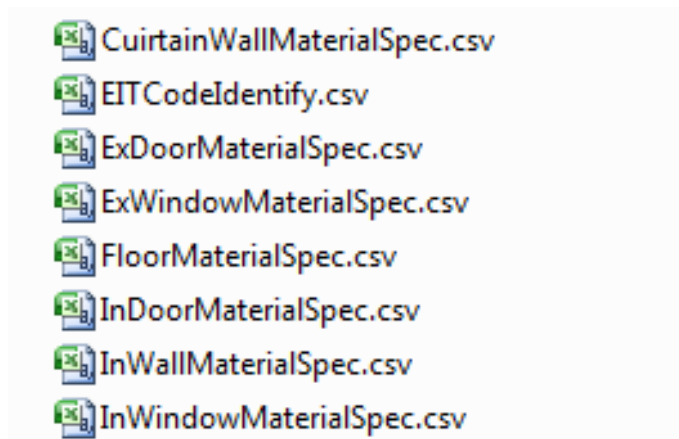 CuirtainWallMaterialSpec.csv
EITCodeIdentify.csv
ExDoorMaterialSpec.csv
ExWindowMaterialSpec.csv
FloorMaterialSpec.csv
InDoorMaterialSpec.csv
InWallMaterialSpec.csv
InWindowMaterialSpec.csv